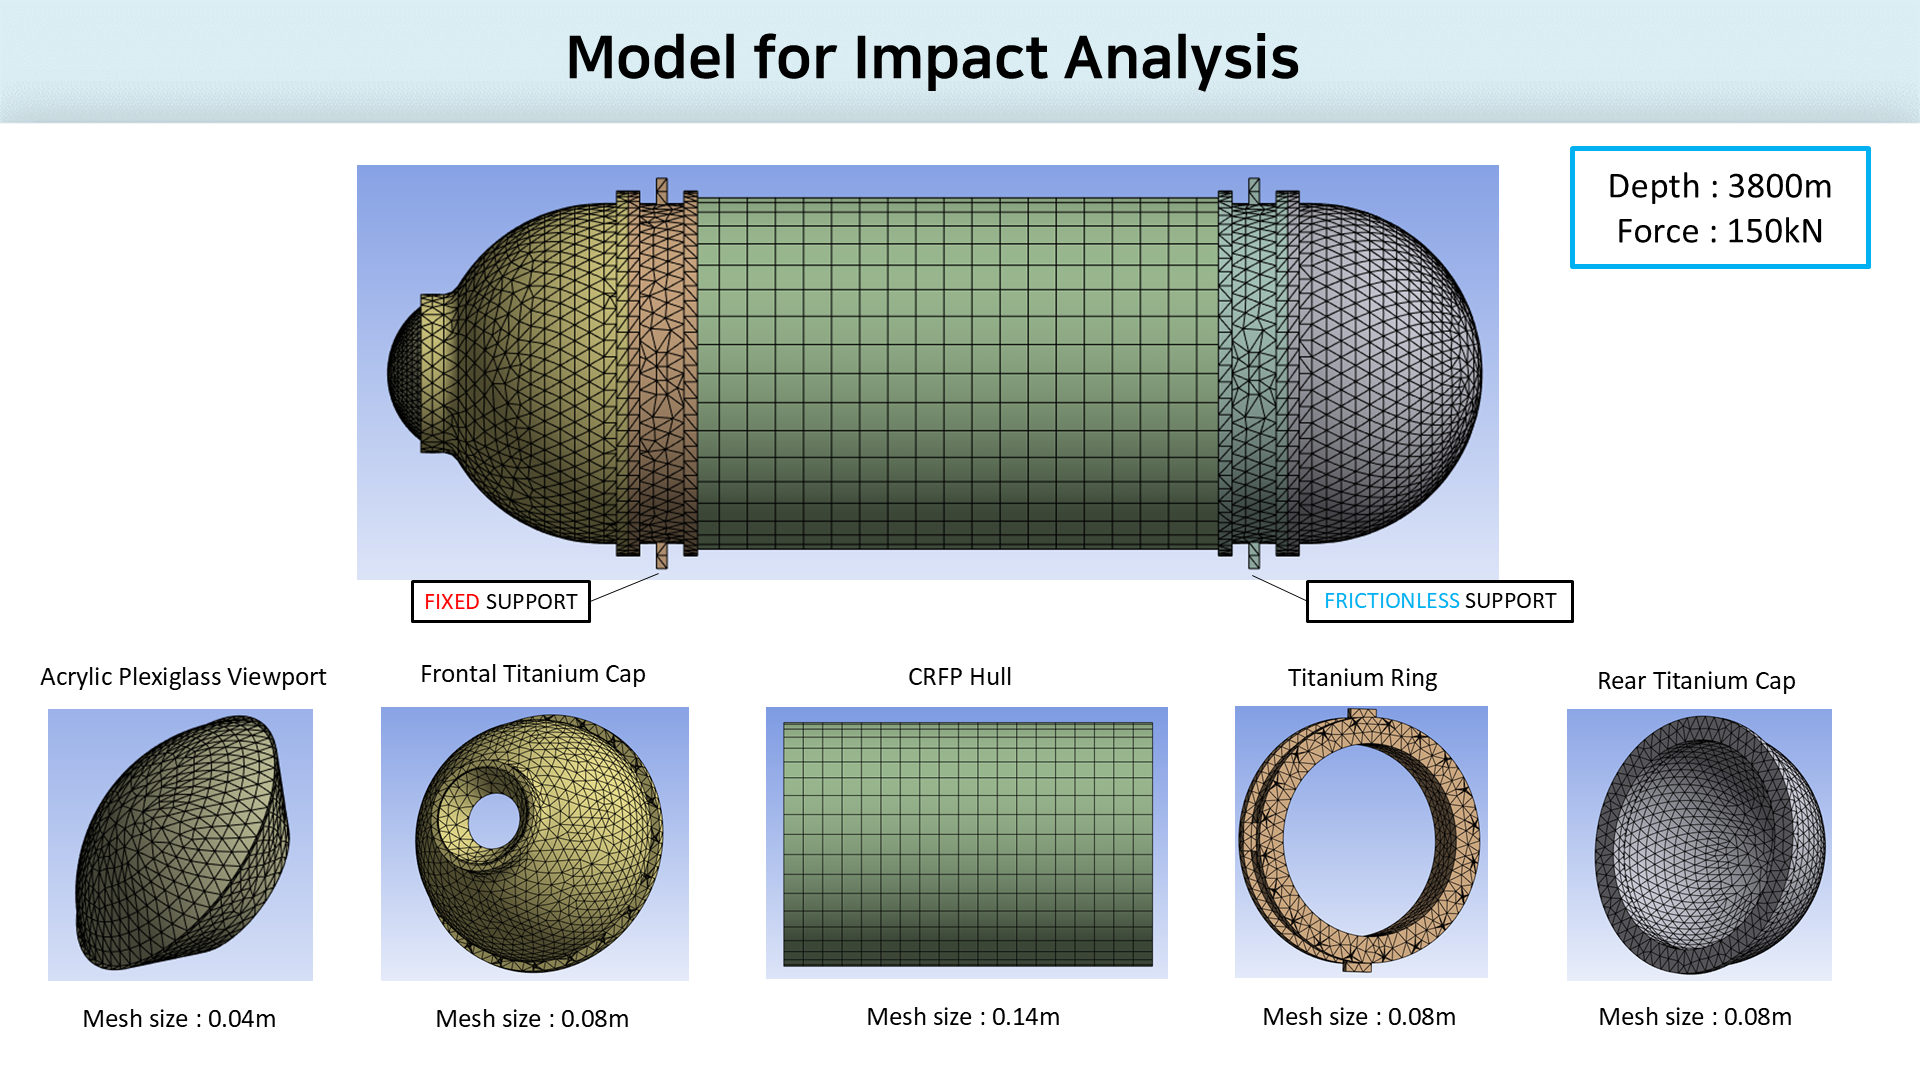 Model for Impact Analysis
Depth : 3800m
Force : 150kN
FIXED SUPPORT
FRICTIONLESS SUPPORT
Acrylic Plexiglass Viewport
Frontal Titanium Cap
CRFP Hull
Titanium Ring
Rear Titanium Cap
Mesh size : 0.04m
Mesh size : 0.08m
Mesh size : 0.14m
Mesh size : 0.08m
Mesh size : 0.08m